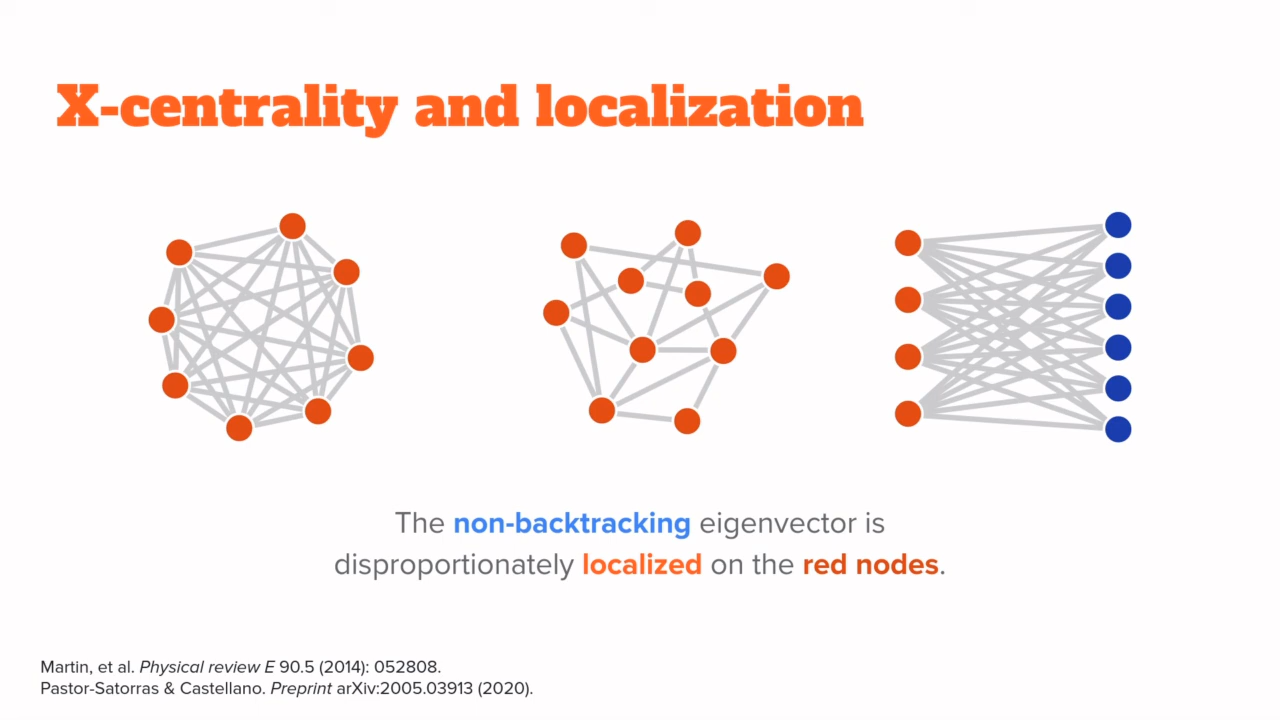 X-centrality and localization
The non-backtracking eigenvector is
disproportionately localized on the red nodes.
Martin, et al. Physical review E 90.5 (2014): 052808.
Pastor-Satorras & Castellano. Preprint arXiv:2005.03913 (2020).